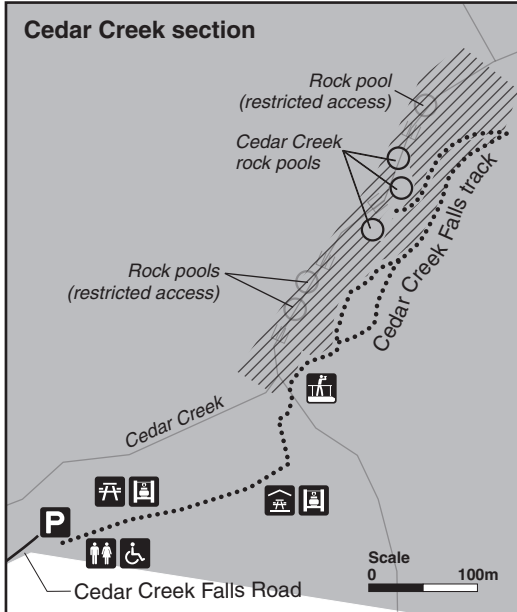 Cedar Creek section
Rock pool
(restricted access)
Cedar Creek
rock pools
Cedar Creek Falls track
Rock pools
(restricted access)
Cedar Creek
P
Scale
0 100m
Cedar Creek Falls Road